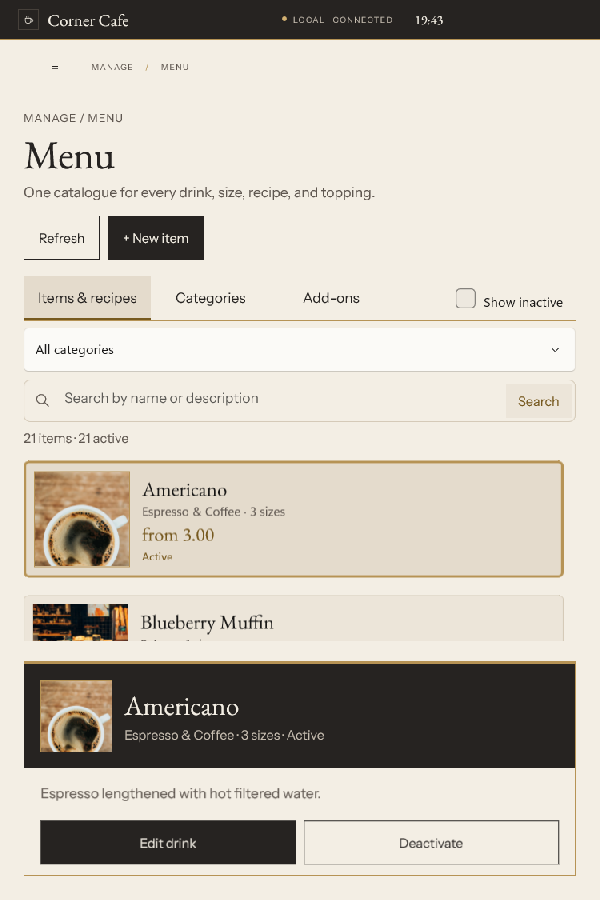 Corner Cafe
LOCAL CONNECTED 19:43
MANAGE / MENU
MANAGE / MENU
Menu
One catalogue for every drink, size, recipe, and topping.
Refresh + New item
Items & recipes Categories Add-ons Show inactive
All categories
Search by name or description Search
21 items · 21 active
Americano
Espresso & Coffee · 3 sizes
from 3.00
Active
Blueberry Muffin
Americano
Espresso & Coffee · 3 sizes · Active
Espresso lengthened with hot filtered water.
Edit drink Deactivate